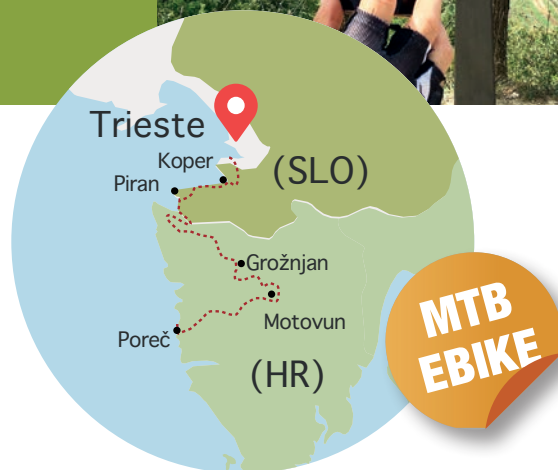 Trieste
Koper
(SLO)
Piran
Grožnjan
Motovun
Poreč
(HR)
MTB
EBIKE